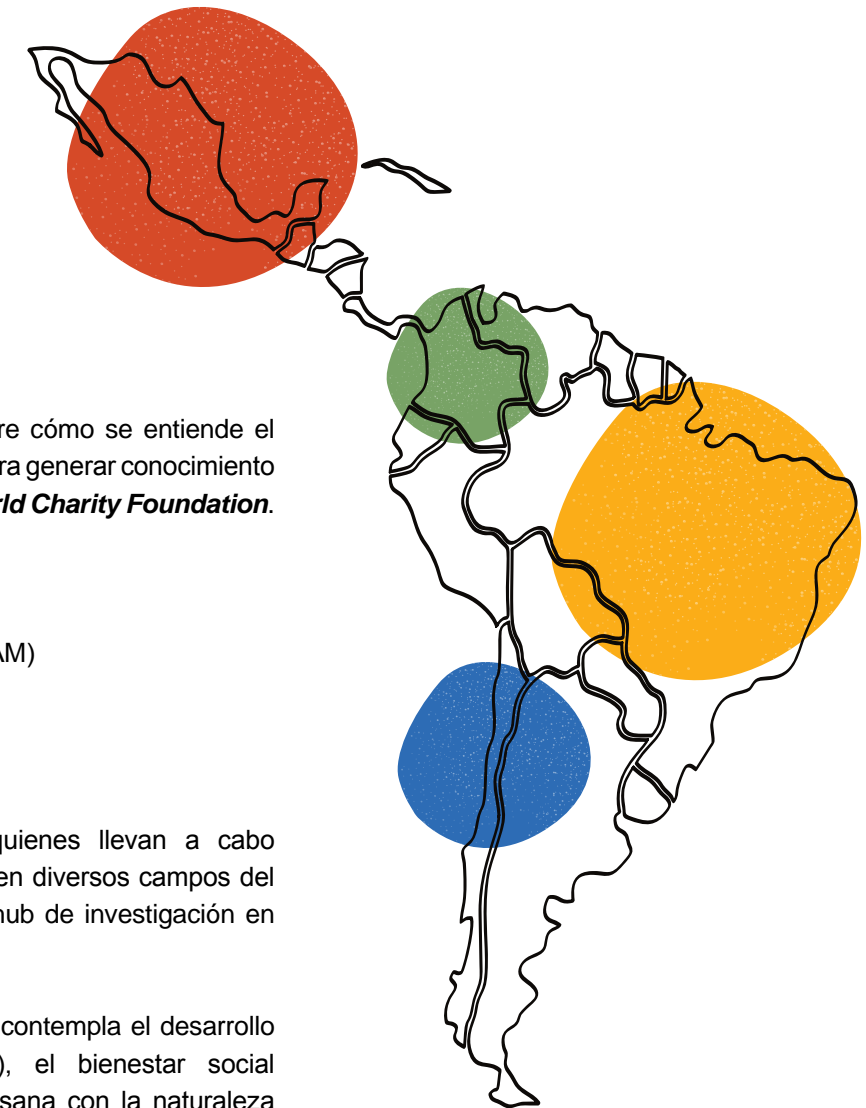 re cómo se entiende el
ra generar conocimiento
rld Charity Foundation.
AM)
quienes llevan a cabo
en diversos campos del
hub de investigación en
contempla el desarrollo
), el bienestar social
sana con la naturaleza